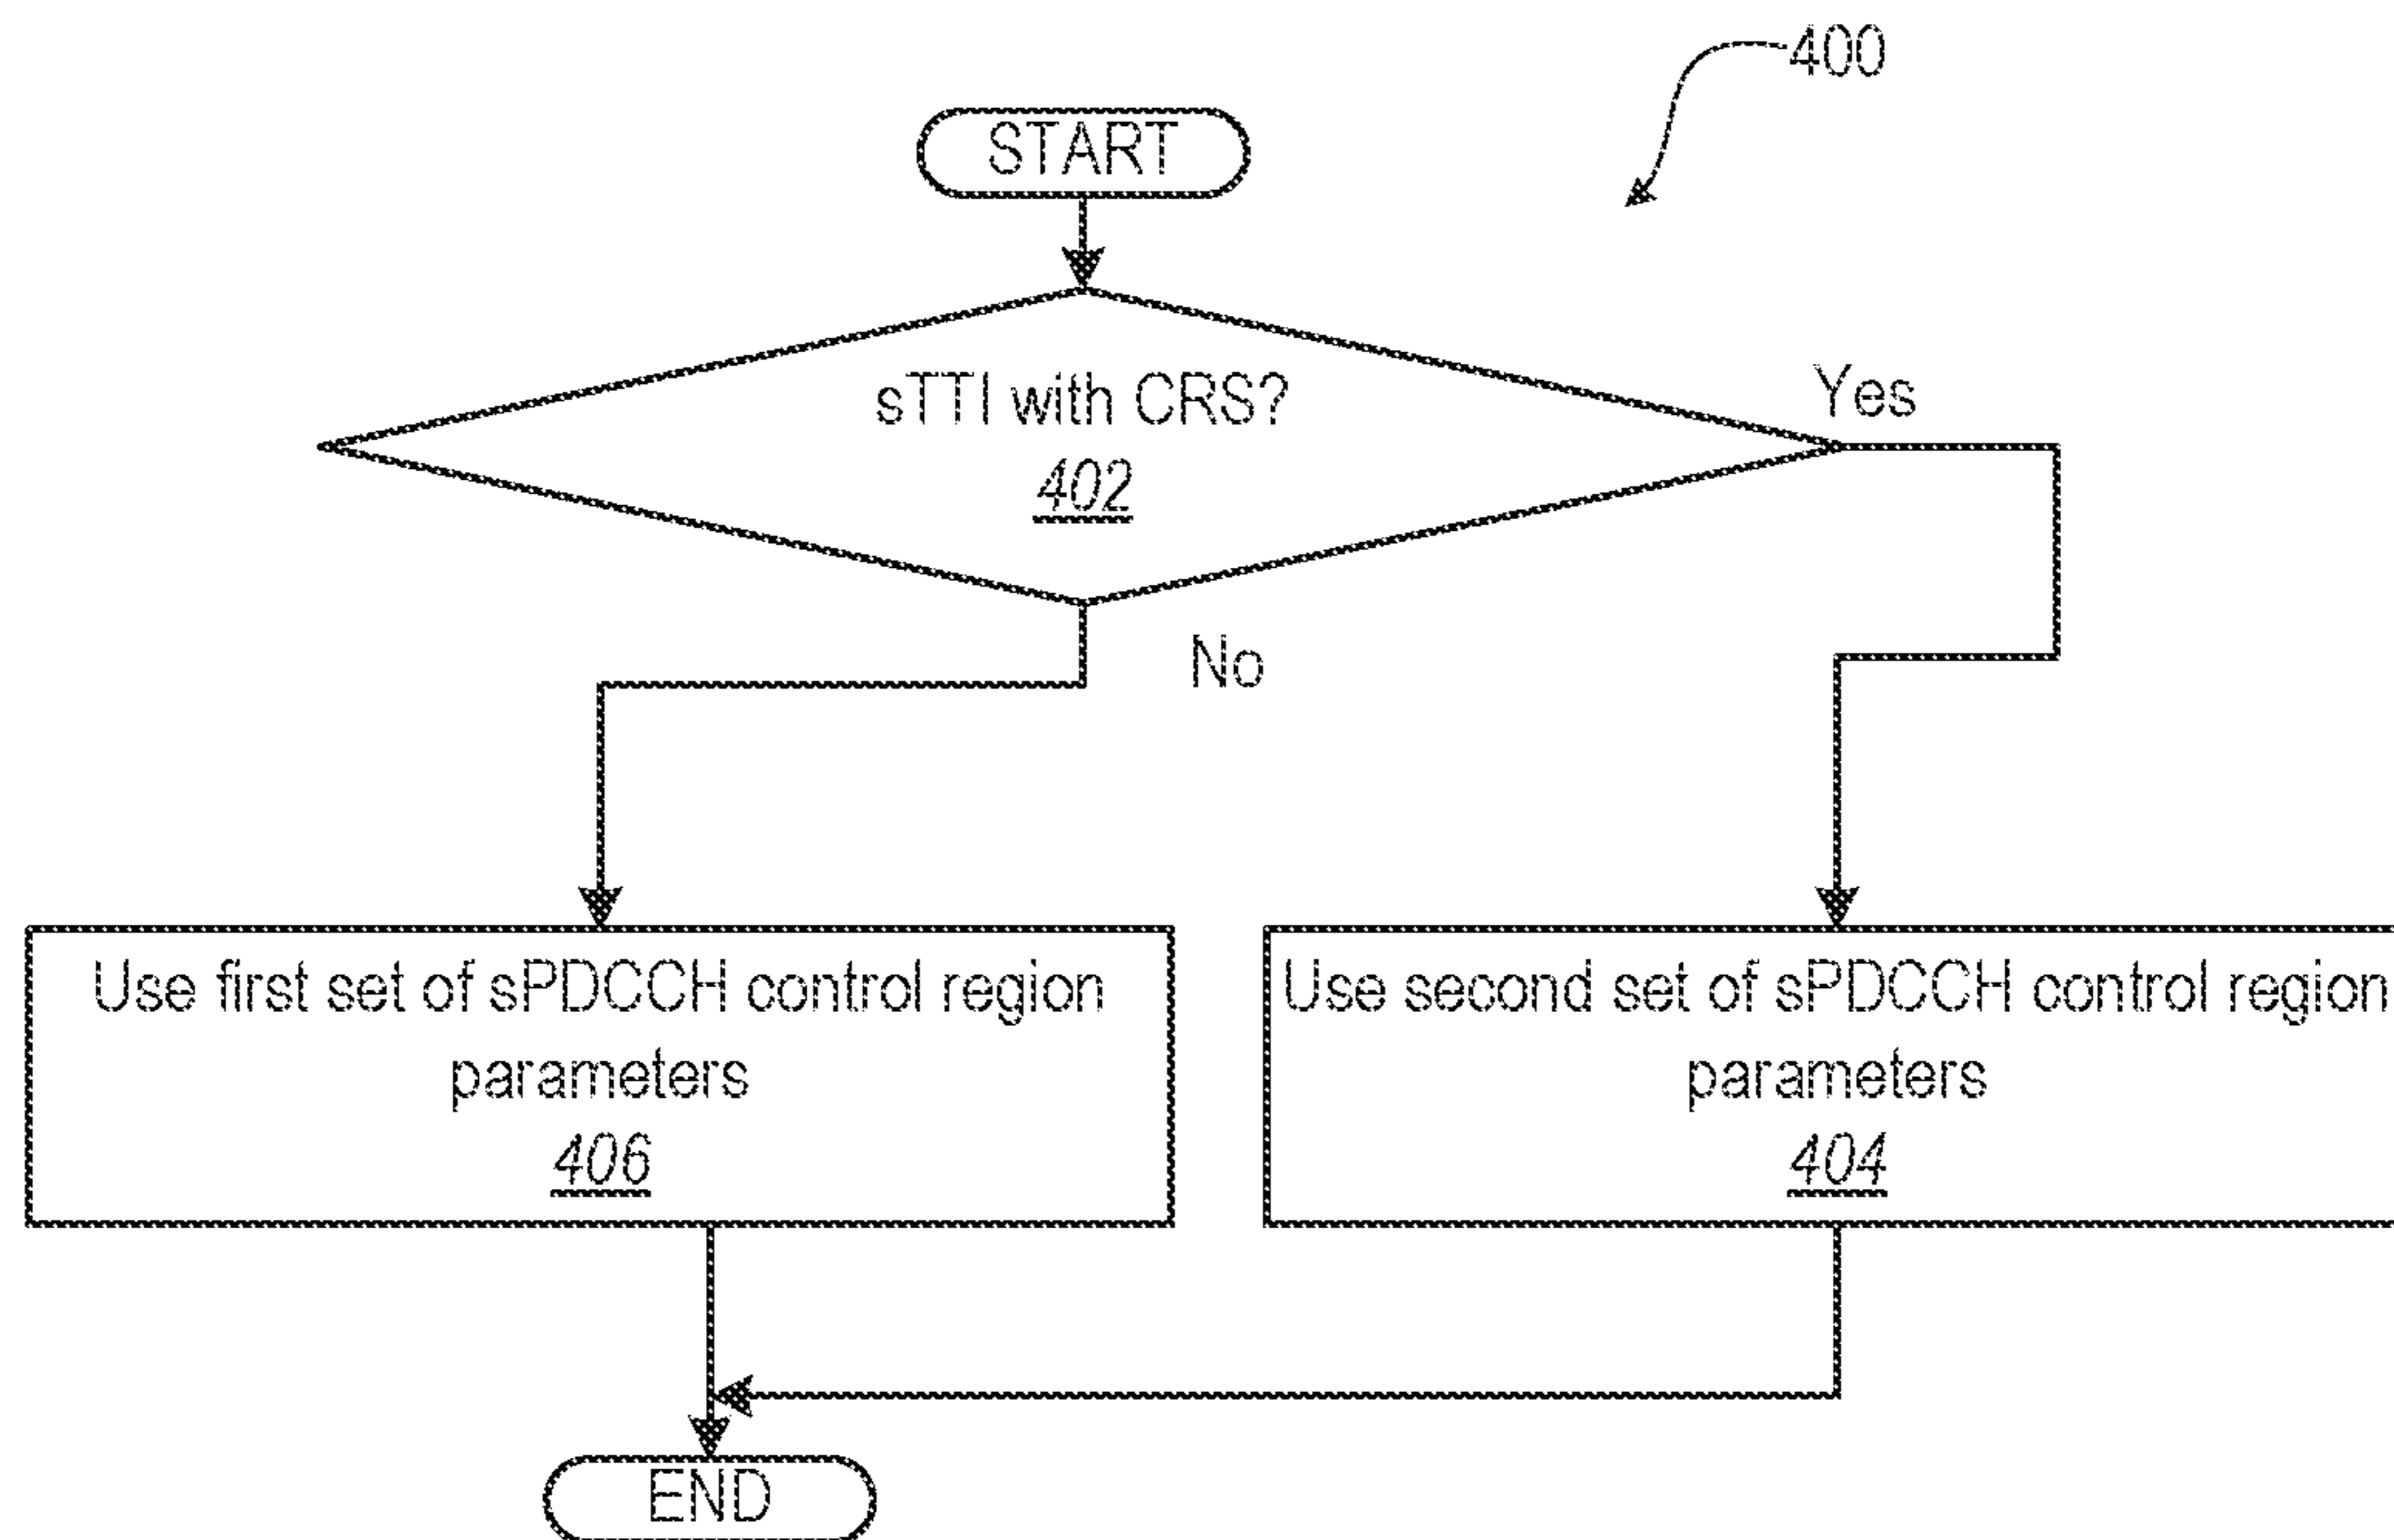 400
START
sTTI with CRS?
402
Yes
No
Use first set of sPDCCH control region
parameters
406
Use second set of sPDCCH control region
parameters
404
END